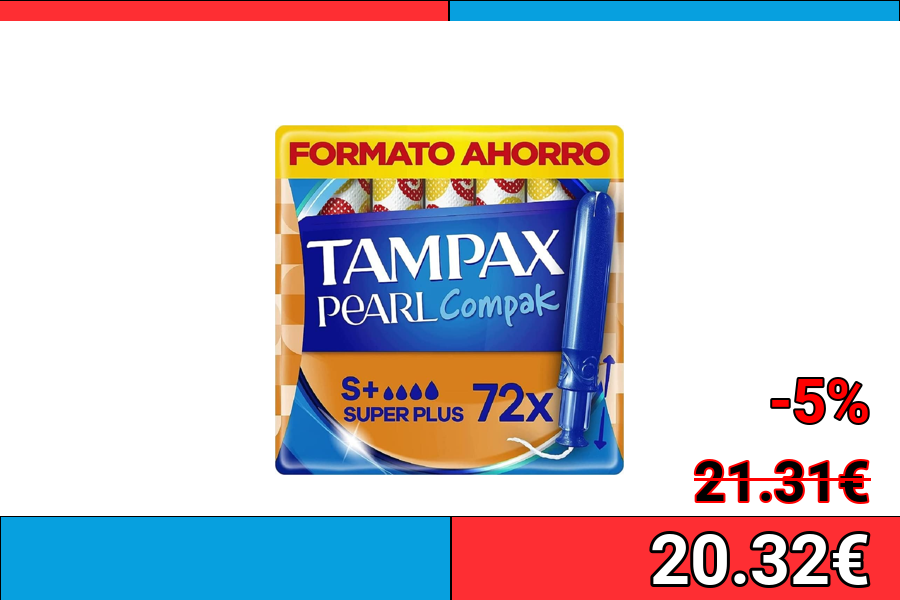 FORMATO AHORRO
TAMPAX
PEARL Compak
S+
SUPER PLUS
72x
-5%
21.31€
20.32€